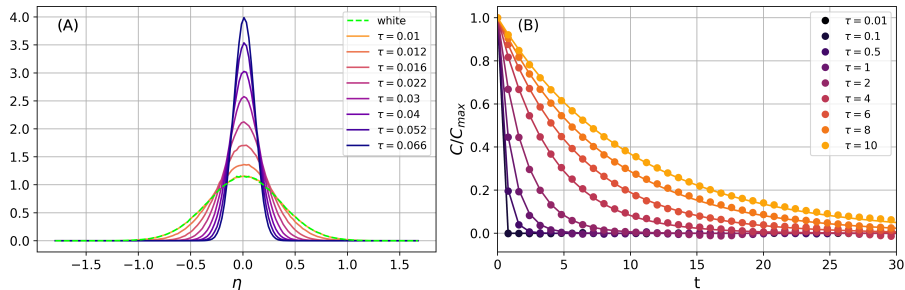 (A)
white
τ = 0.01
τ = 0.012
τ = 0.016
τ = 0.022
τ = 0.03
τ = 0.04
τ = 0.052
τ = 0.066
4.0
3.5
3.0
2.5
2.0
1.5
1.0
0.5
0.0
−1.5 −1.0 −0.5 0.0 0.5 1.0 1.5
η
(B)
τ = 0.01
τ = 0.1
τ = 0.5
τ = 1
τ = 2
τ = 4
τ = 6
τ = 8
τ = 10
C/Cmax
1.0
0.8
0.6
0.4
0.2
0.0
0 5 10 15 20 25 30
t